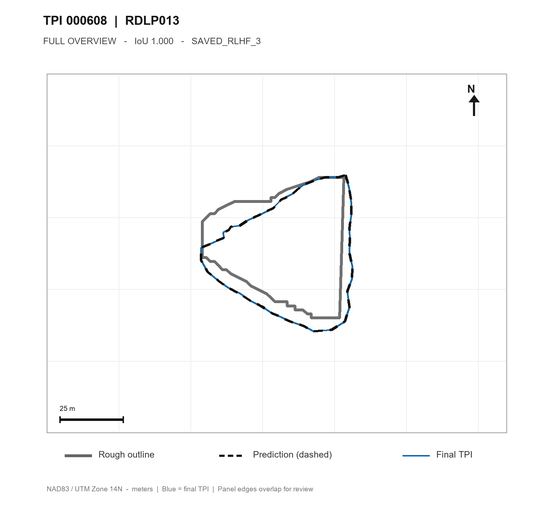 TPI 000608 | RDLP013
FULL OVERVIEW - IoU 1.000 - SAVED_RLHF_3
N
25 m
Rough outline
Prediction (dashed)
Final TPI
NAD83 / UTM Zone 14N - meters | Blue = final TPI | Panel edges overlap for review